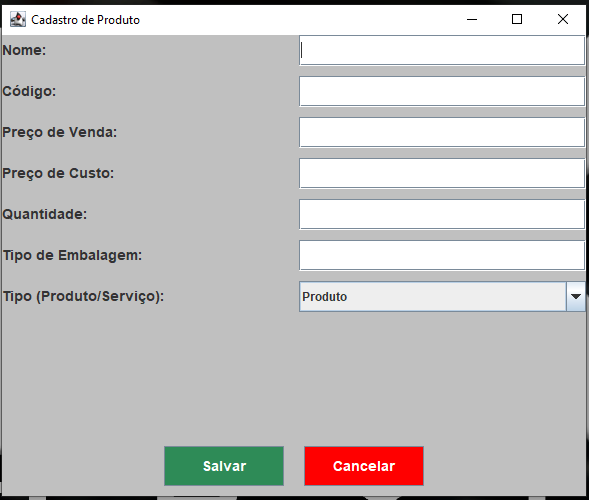 Cadastro de Produto
Nome:
Código:
Preço de Venda:
Preço de Custo:
Quantidade:
Tipo de Embalagem:
Tipo (Produto/Serviço): Produto
Salvar Cancelar